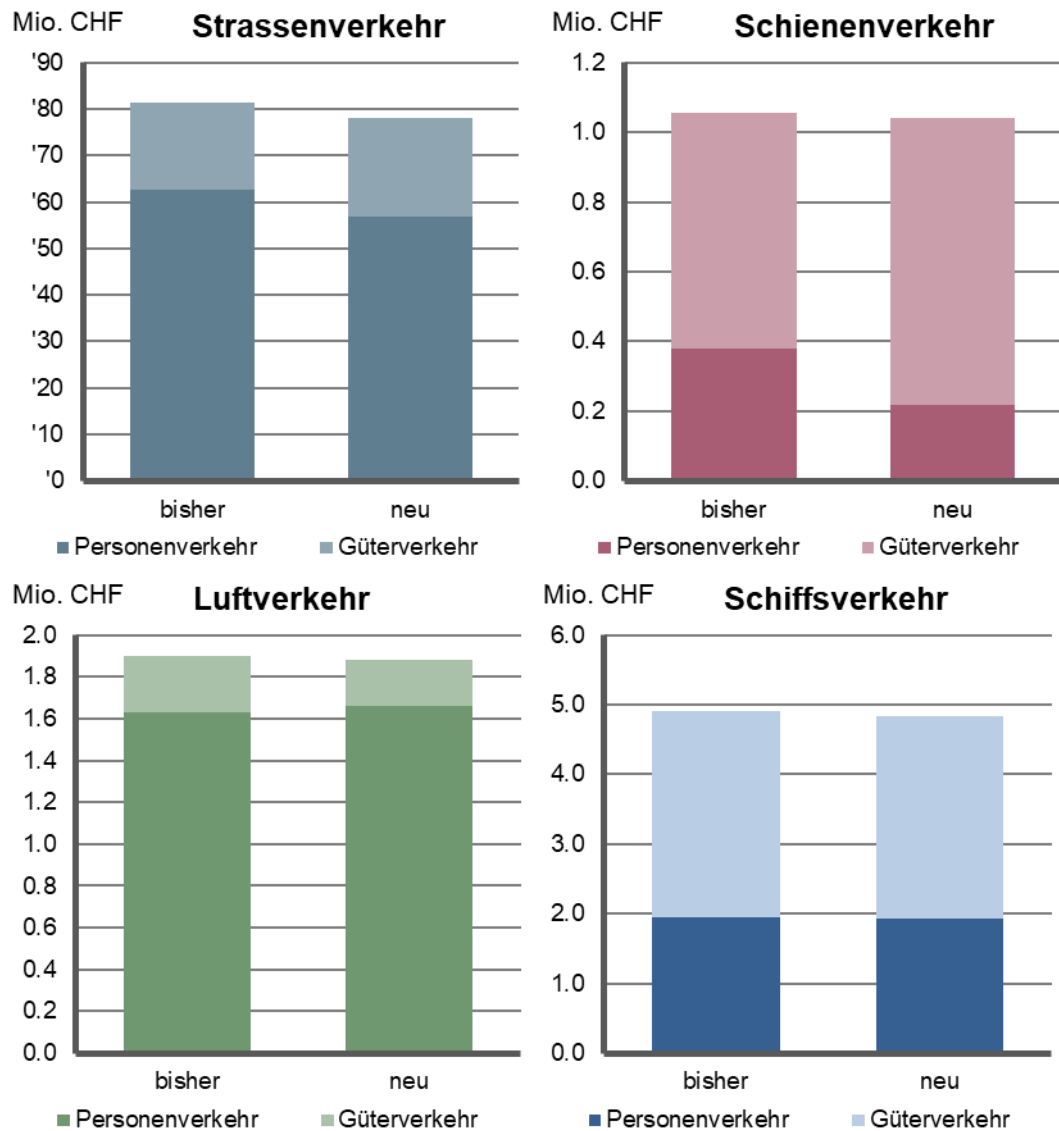 Mio. CHF Strassenverkehr
'90
'80
'70
'60
'50
'40
'30
'20
'10
'0
bisher neu
Personenverkehr Güterverkehr
Mio. CHF Schienenverkehr
1.2
1.0
0.8
0.6
0.4
0.2
0.0
bisher neu
Personenverkehr Güterverkehr
Mio. CHF Luftverkehr
2.0
1.8
1.6
1.4
1.2
1.0
0.8
0.6
0.4
0.2
0.0
bisher neu
Personenverkehr Güterverkehr
Mio. CHF Schiffsverkehr
6.0
5.0
4.0
3.0
2.0
1.0
0.0
bisher neu
Personenverkehr Güterverkehr